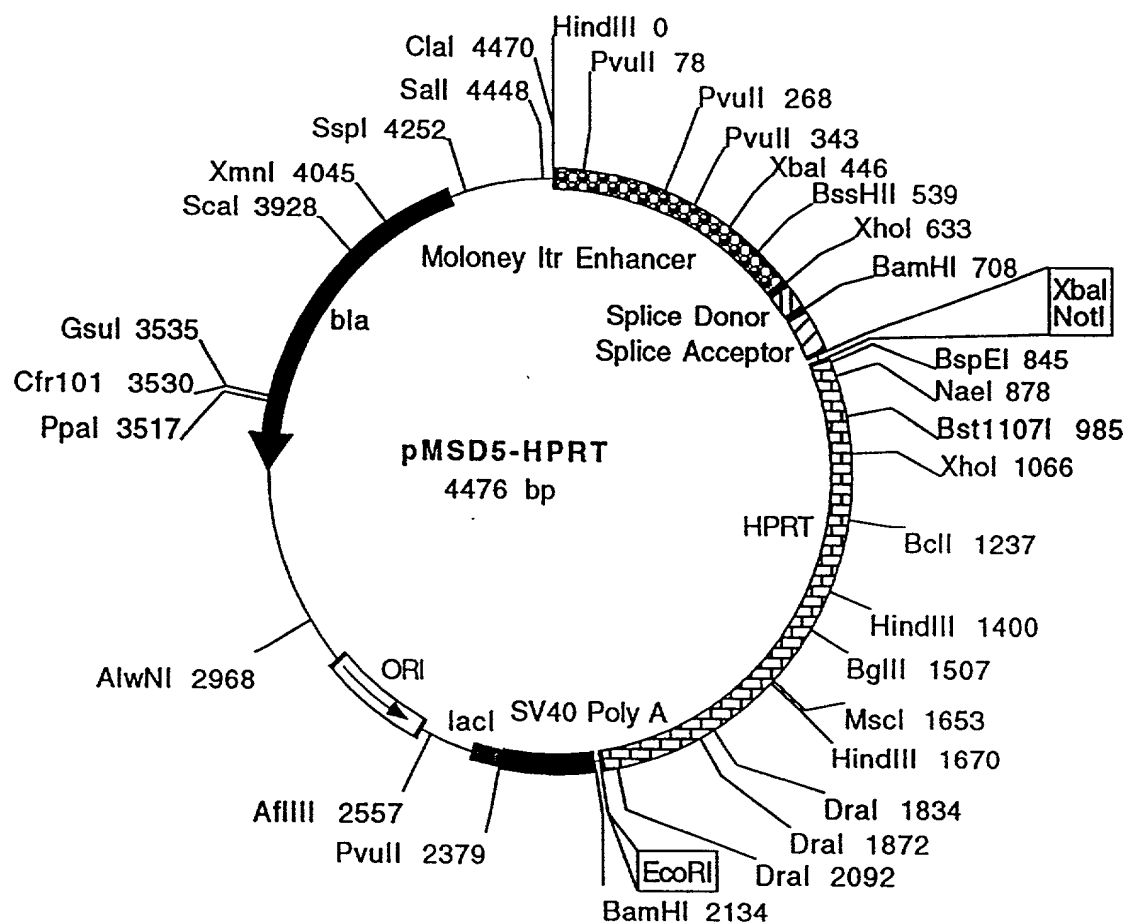 HindIII 0
ClaI 4470
PvuII 78
SalI 4448
PvuII 268
SspI 4252
PvuII 343
XbaI 446
XmnI 4045
BssHII 539
ScaI 3928
XhoI 633
Moloney ltr Enhancer
BamHI 708
XbaI
NotI
Splice Donor
bla
GsuI 3535
Splice Acceptor
BspEI 845
Cfr101 3530
NaeI 878
PpaI 3517
Bst1107I 985
pMSD5-HPRT
XhoI 1066
4476 bp
HPRT
BclI 1237
HindIII 1400
ORI
BglII 1507
AlwNI 2968
SV40 Poly A
MscI 1653
lacI
HindIII 1670
AflIII 2557
DraI 1834
PvuII 2379
DraI 1872
EcoRI
DraI 2092
BamHI 2134